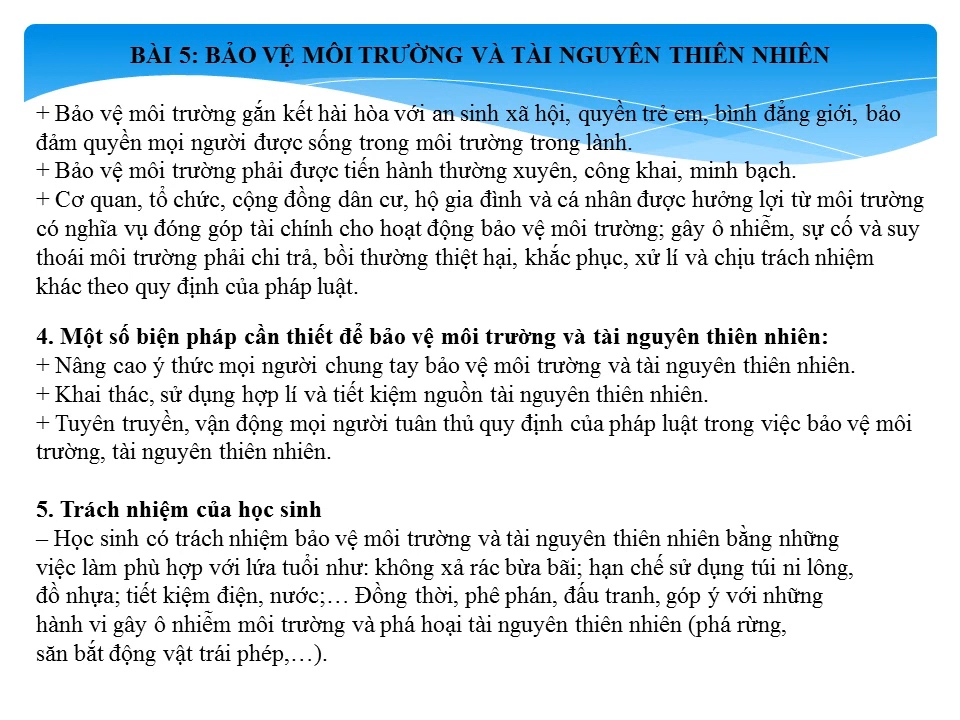 BÀI 5: BẢO VỆ MÔI TRƯỜNG VÀ TÀI NGUYÊN THIÊN NHIÊN
+ Bảo vệ môi trường gắn kết hài hòa với an sinh xã hội, quyền trẻ em, bình đẳng giới, bảo
đảm quyền mọi người được sống trong môi trường trong lành.
+ Bảo vệ môi trường phải được tiến hành thường xuyên, công khai, minh bạch.
+ Cơ quan, tổ chức, cộng đồng dân cư, hộ gia đình và cá nhân được hưởng lợi từ môi trường
có nghĩa vụ đóng góp tài chính cho hoạt động bảo vệ môi trường; gây ô nhiễm, sự cố và suy
thoái môi trường phải chi trả, bồi thường thiệt hại, khắc phục, xử lí và chịu trách nhiệm
khác theo quy định của pháp luật.
4. Một số biện pháp cần thiết để bảo vệ môi trường và tài nguyên thiên nhiên:
+ Nâng cao ý thức mọi người chung tay bảo vệ môi trường và tài nguyên thiên nhiên.
+ Khai thác, sử dụng hợp lí và tiết kiệm nguồn tài nguyên thiên nhiên.
+ Tuyên truyền, vận động mọi người tuân thủ quy định của pháp luật trong việc bảo vệ môi
trường, tài nguyên thiên nhiên.
5. Trách nhiệm của học sinh
– Học sinh có trách nhiệm bảo vệ môi trường và tài nguyên thiên nhiên bằng những
việc làm phù hợp với lứa tuổi như: không xả rác bừa bãi; hạn chế sử dụng túi ni lông,
đồ nhựa; tiết kiệm điện, nước;… Đồng thời, phê phán, đấu tranh, góp ý với những
hành vi gây ô nhiễm môi trường và phá hoại tài nguyên thiên nhiên (phá rừng,
săn bắt động vật trái phép,…).